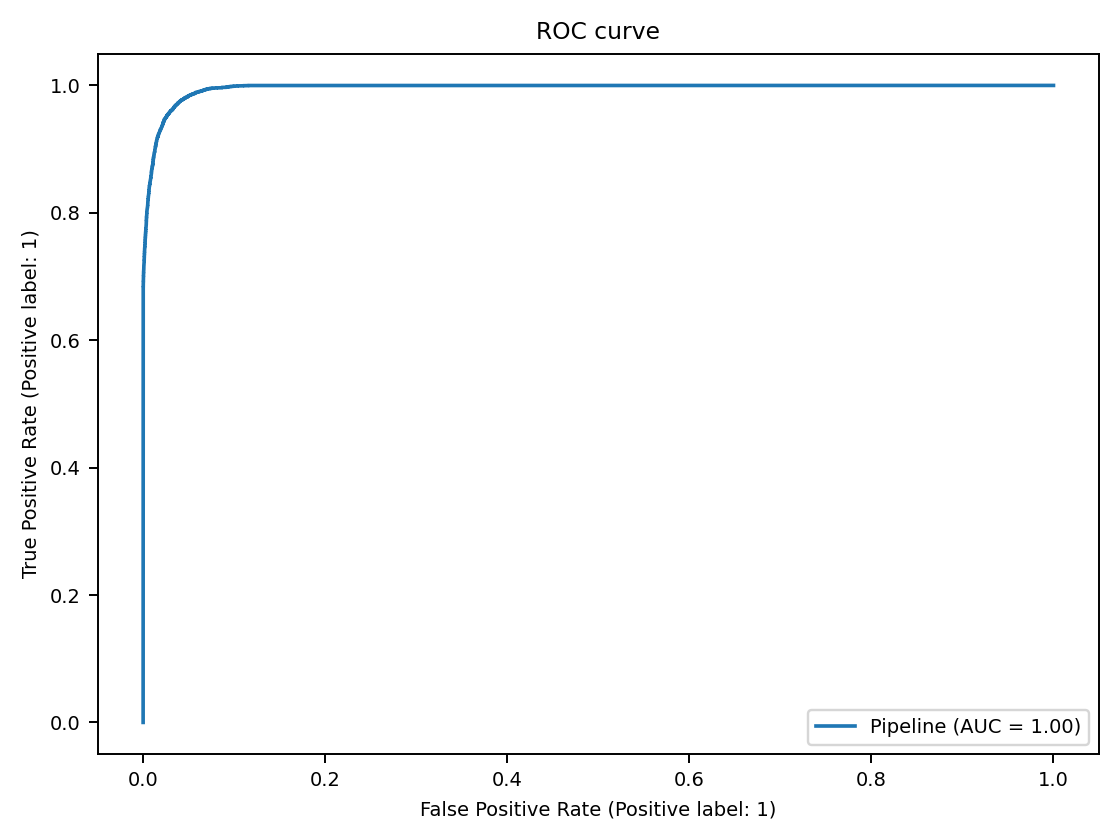 ROC curve
1.0
0.8
0.6
0.4
0.2
0.0
True Positive Rate (Positive label: 1)
Pipeline (AUC = 1.00)
0.0 0.2 0.4 0.6 0.8 1.0
False Positive Rate (Positive label: 1)